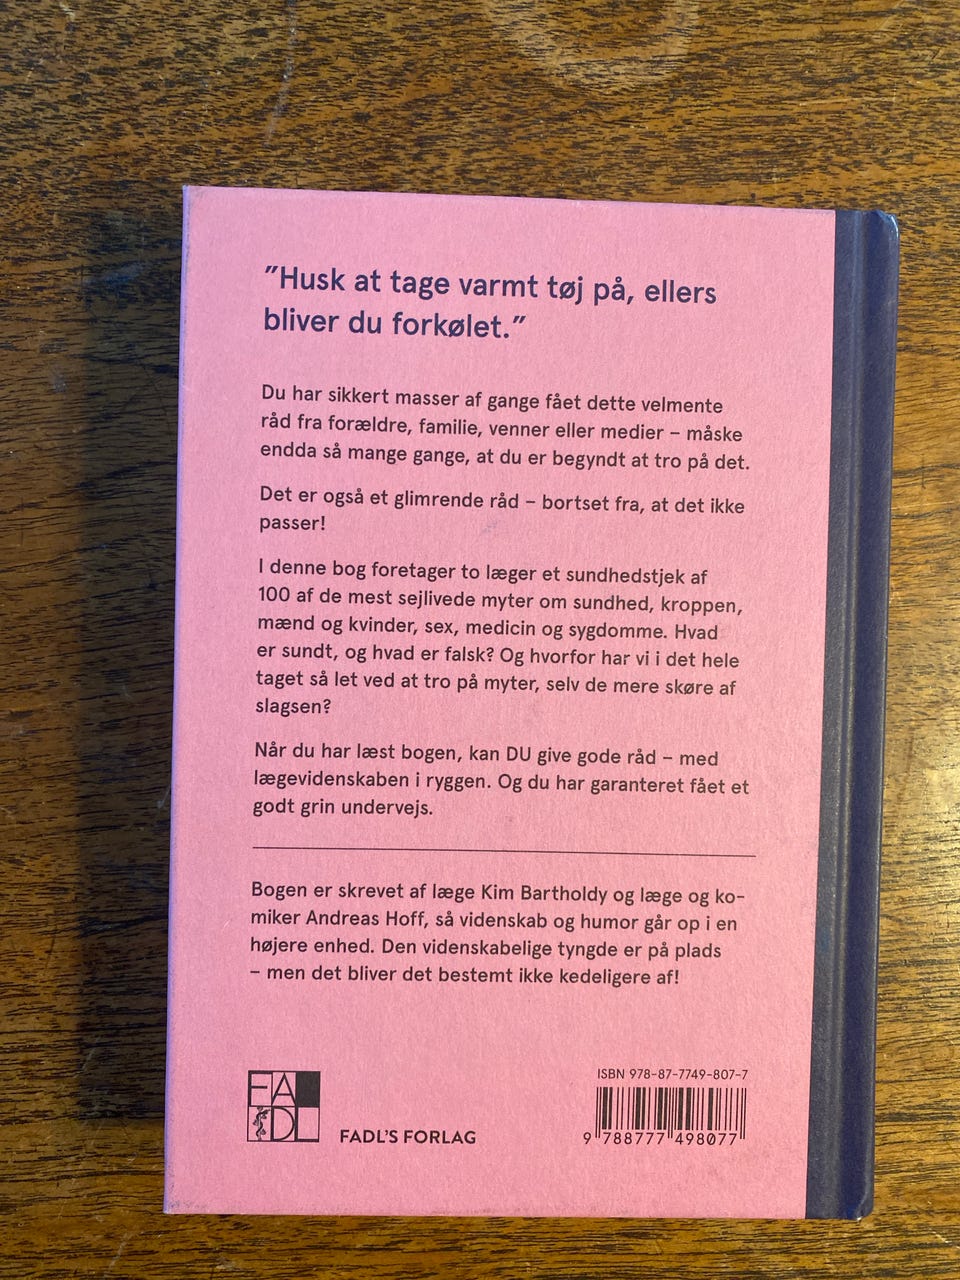 "Husk at tage varmt tøj på, ellers
bliver du forkølet."
Du har sikkert masser af gange fået dette velmente
råd fra forældre, familie, venner eller medier – måske
endda så mange gange, at du er begyndt at tro på det.
Det er også et glimrende råd – bortset fra, at det ikke
passer!
I denne bog foretager to læger et sundhedstjek af
100 af de mest sejlivede myter om sundhed, kroppen,
mænd og kvinder, sex, medicin og sygdomme. Hvad
er sundt, og hvad er falsk? Og hvorfor har vi i det hele
taget så let ved at tro på myter, selv de mere skøre af
slagsen?
Når du har læst bogen, kan DU give gode råd – med
lægevidenskaben i ryggen. Og du har garanteret fået et
godt grin undervejs.
Bogen er skrevet af læge Kim Bartholdy og læge og ko-
miker Andreas Hoff, så videnskab og humor går op i en
højere enhed. Den videnskabelige tyngde er på plads
– men det bliver det bestemt ikke kedeligere af!
FA
DL
FADL'S FORLAG
ISBN 978-87-7749-807-7
9 788777 498077